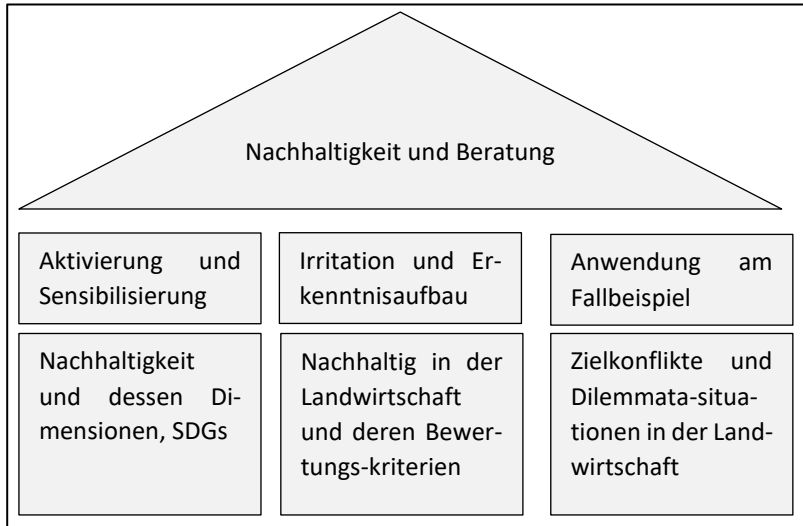 Nachhaltigkeit und Beratung
Aktivierung und
Sensibilisierung
Irritation und Er-
kenntnisaufbau
Anwendung am
Fallbeispiel
Nachhaltigkeit
und dessen Di-
mensionen, SDGs
Nachhaltig in der
Landwirtschaft
und deren Bewer-
tungs-kriterien
Zielkonflikte und
Dilemmata-situa-
tionen in der Land-
wirtschaft